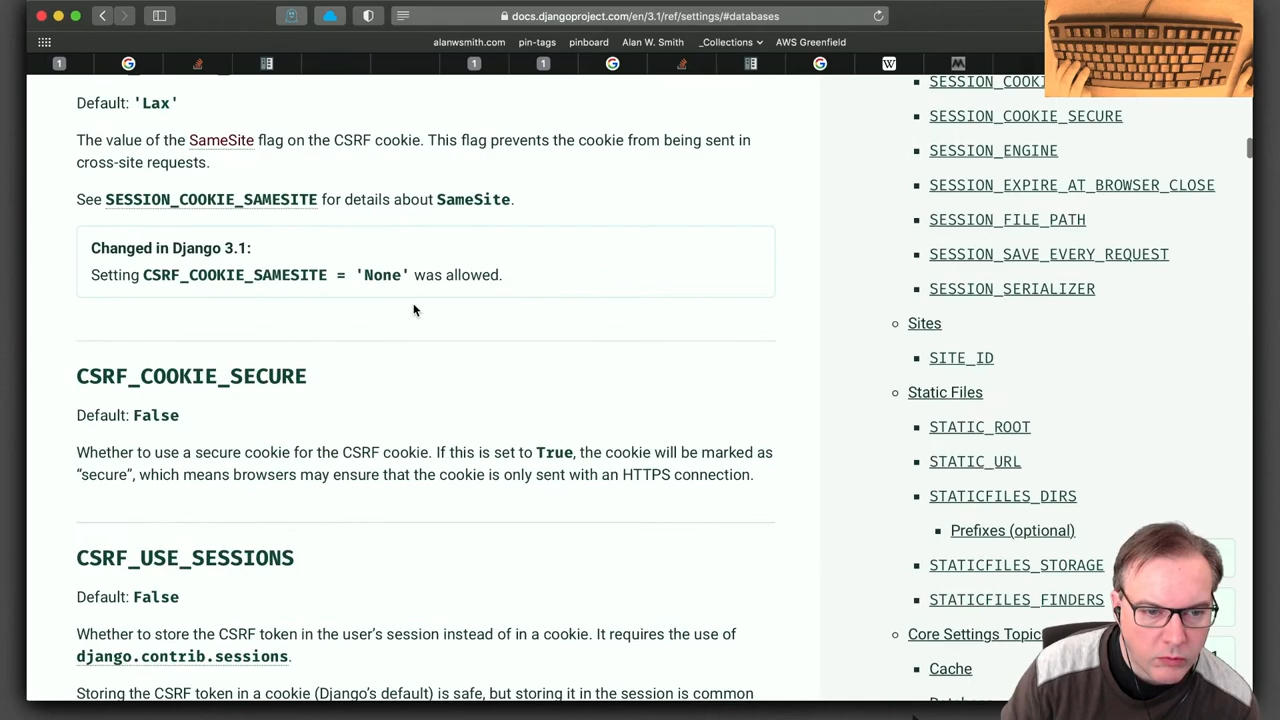 docs.djangoproject.com/en/3.1/ref/settings/#databases
alanwsmith.com pin-tags pinboard Alan W. Smith _Collections AWS Greenfield
1 1 1 W
Default: 'Lax'
The value of the SameSite flag on the CSRF cookie. This flag prevents the cookie from being sent in
cross-site requests.
See SESSION_COOKIE_SAMESITE for details about SameSite.
Changed in Django 3.1:
Setting CSRF_COOKIE_SAMESITE = 'None' was allowed.
CSRF_COOKIE_SECURE
Default: False
Whether to use a secure cookie for the CSRF cookie. If this is set to True, the cookie will be marked as
“secure”, which means browsers may ensure that the cookie is only sent with an HTTPS connection.
CSRF_USE_SESSIONS
Default: False
Whether to store the CSRF token in the user’s session instead of in a cookie. It requires the use of
django.contrib.sessions.
Storing the CSRF token in a cookie (Django’s default) is safe, but storing it in the session is common
SESSION_COOKIE_SECURE
SESSION_ENGINE
SESSION_EXPIRE_AT_BROWSER_CLOSE
SESSION_FILE_PATH
SESSION_SAVE_EVERY_REQUEST
SESSION_SERIALIZER
Sites
SITE_ID
Static Files
STATIC_ROOT
STATIC_URL
STATICFILES_DIRS
Prefixes (optional)
STATICFILES_STORAGE
STATICFILES_FINDERS
Core Settings Topic
Cache